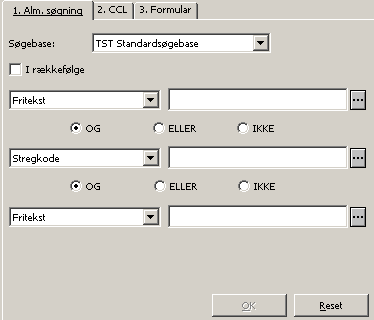 1. Alm. søgning 2. CCL 3. Formular
Søgebase: TST Standardsøgebase
I rækkefølge
Fritekst ...
OG ELLER IKKE
Stregkode ...
OG ELLER IKKE
Fritekst ...
OK Reset